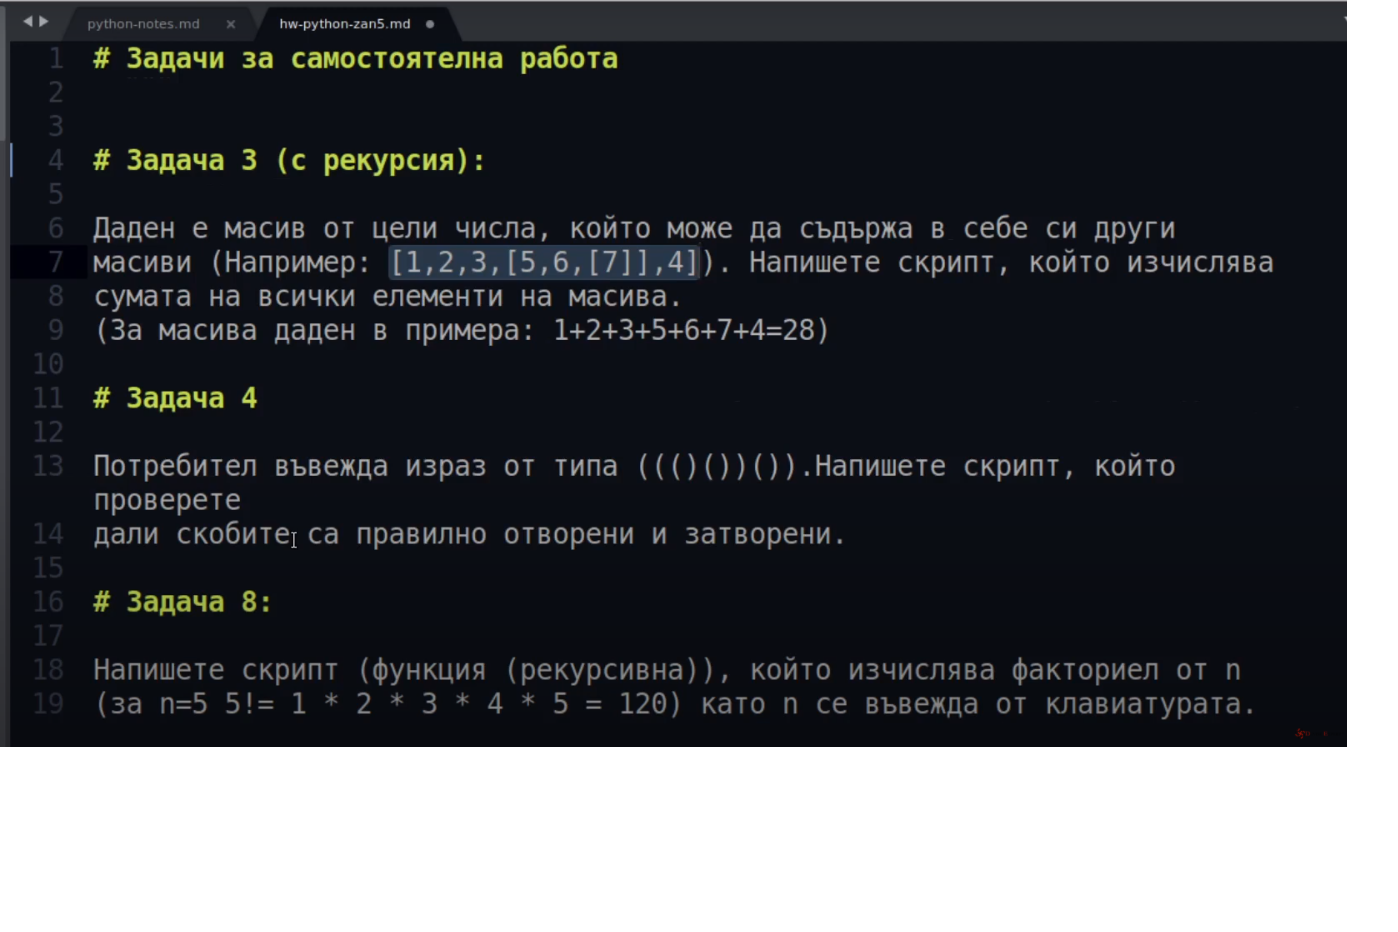 python-notes.md x hw-python-zan5.md
1 # Задачи за самостоятелна работа
2
3
4 # Задача 3 (с рекурсия):
5
6 Даден е масив от цели числа, който може да съдържа в себе си други
7 масиви (Например: [1,2,3,[5,6,[7]],4]). Напишете скрипт, който изчислява
8 сумата на всички елементи на масива.
9 (За масива даден в примера: 1+2+3+5+6+7+4=28)
10
11 # Задача 4
12
13 Потребител въвежда израз от типа ((()())()).Напишете скрипт, който
проверете
14 дали скобите са правилно отворени и затворени.
15
16 # Задача 8:
17
18 Напишете скрипт (функция (рекурсивна)), който изчислява факториел от n
19 (за n=5 5!= 1 * 2 * 3 * 4 * 5 = 120) като n се въвежда от клавиатурата.